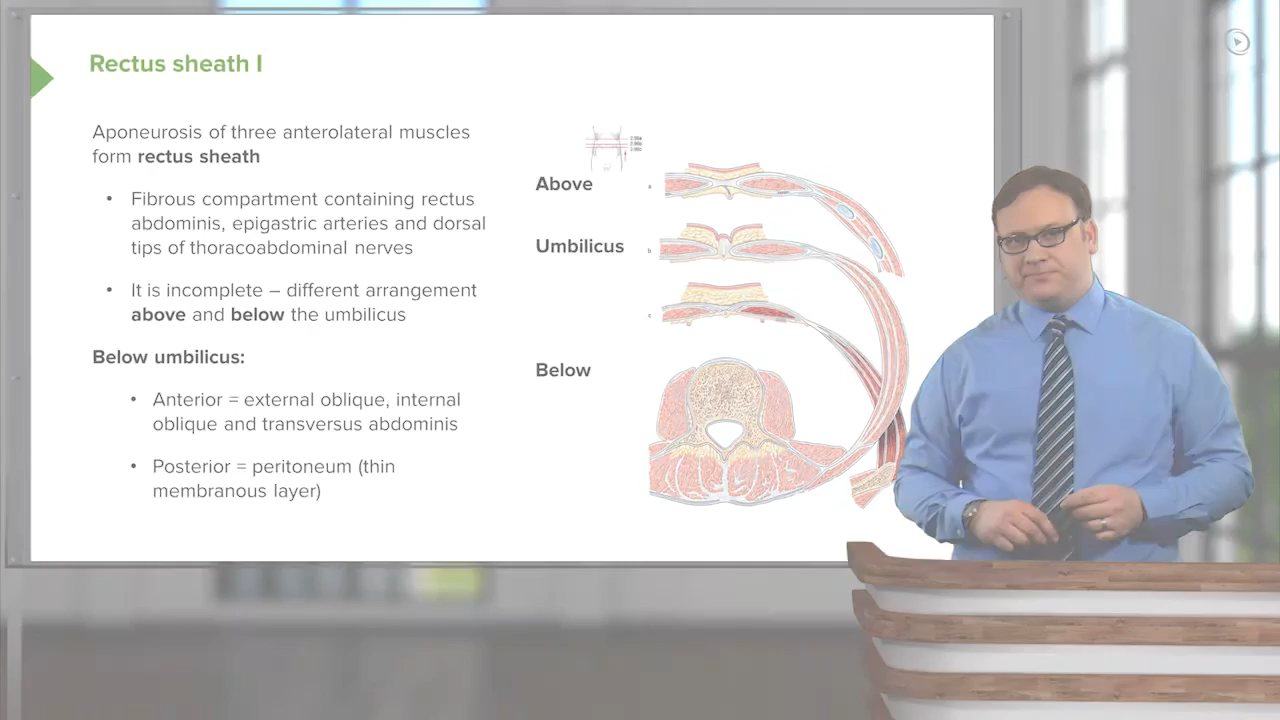 Rectus sheath I
Aponeurosis of three anterolateral muscles
form rectus sheath
• Fibrous compartment containing rectus
abdominis, epigastric arteries and dorsal
tips of thoracoabdominal nerves
• It is incomplete – different arrangement
above and below the umbilicus
Below umbilicus:
• Anterior = external oblique, internal
oblique and transversus abdominis
• Posterior = peritoneum (thin
membranous layer)
Above
Umbilicus
Below
a
b
c